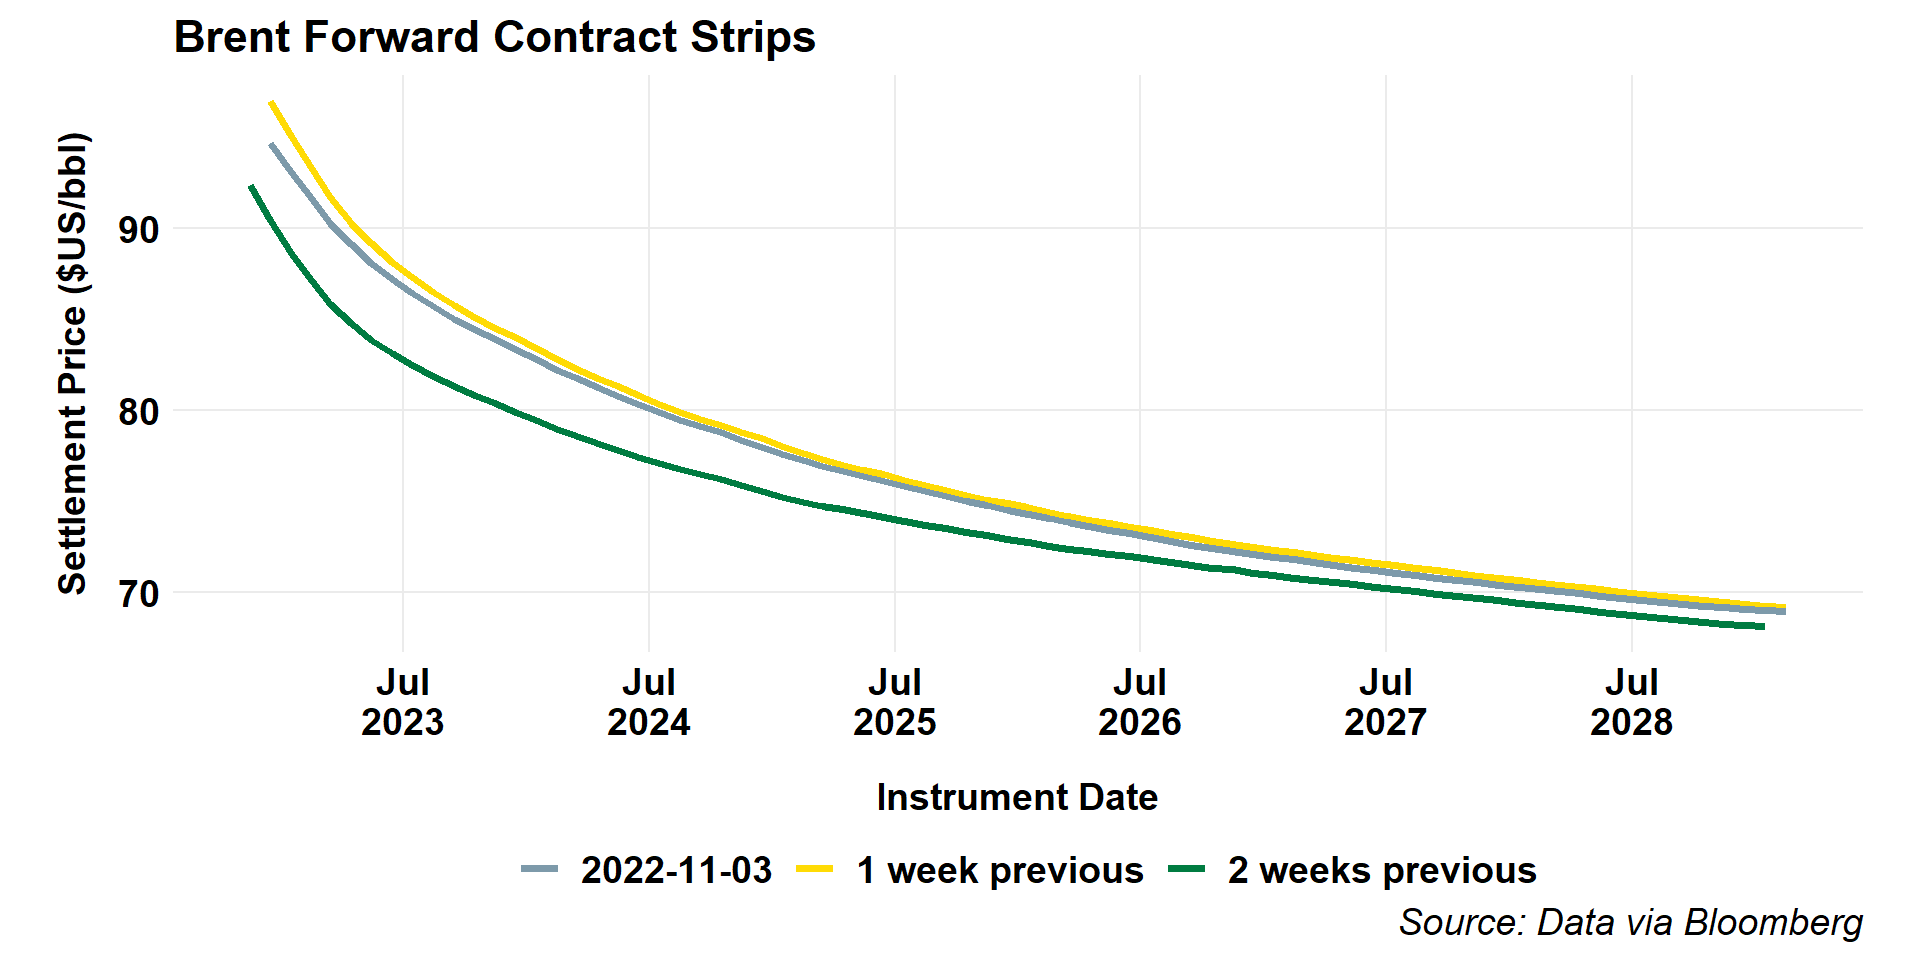 Brent Forward Contract Strips
Settlement Price ($US/bbl)
90
80
70
Jul
2023
Jul
2024
Jul
2025
Jul
2026
Jul
2027
Jul
2028
Instrument Date
2022-11-03
1 week previous
2 weeks previous
Source: Data via Bloomberg